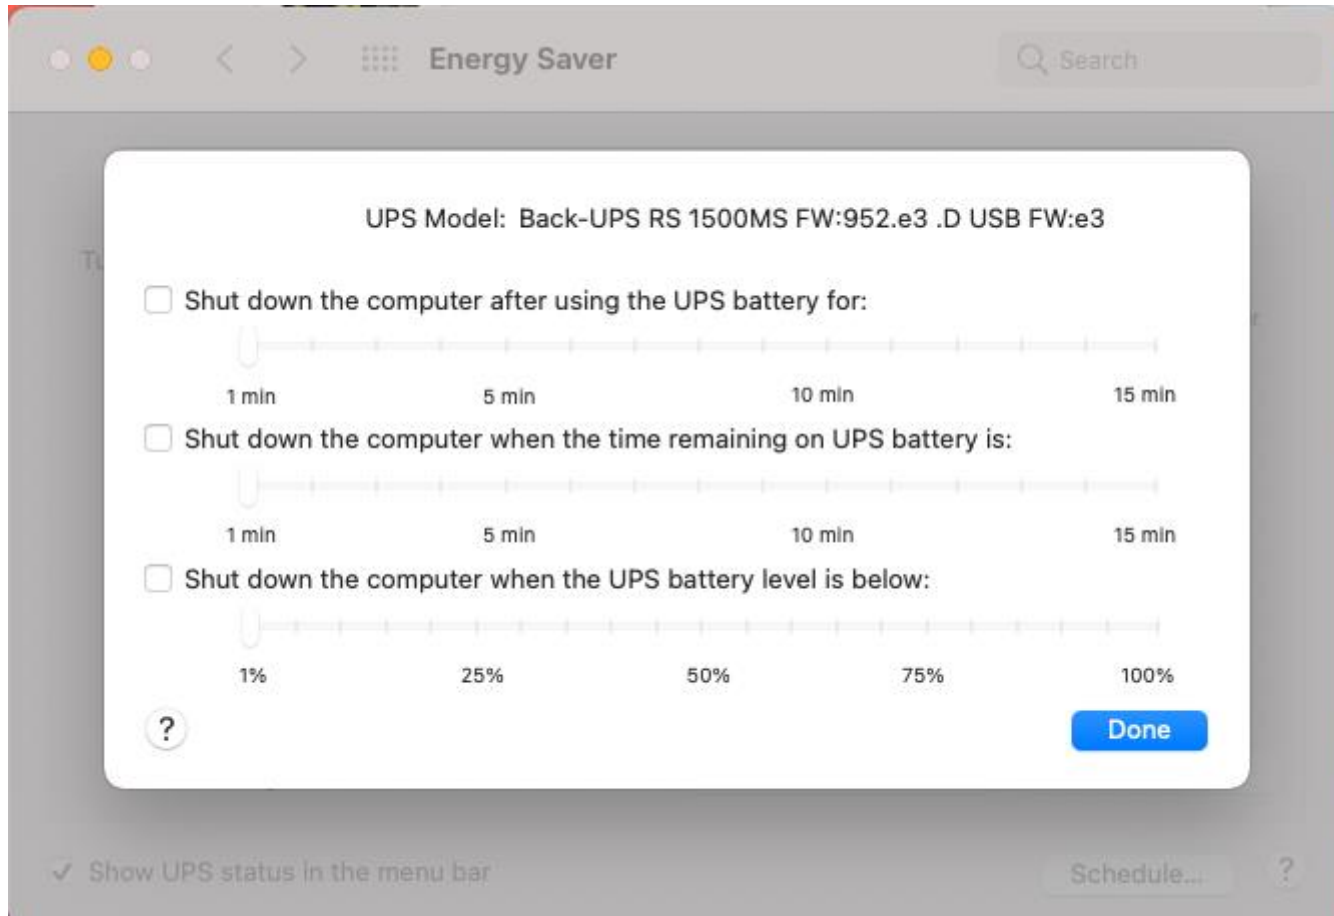 Energy Saver
Search
UPS Model: Back-UPS RS 1500MS FW:952.e3 .D USB FW:e3
Shut down the computer after using the UPS battery for:
1 min 5 min 10 min 15 min
Shut down the computer when the time remaining on UPS battery is:
1 min 5 min 10 min 15 min
Shut down the computer when the UPS battery level is below:
1% 25% 50% 75% 100%
? Done
Show UPS status in the menu bar
Schedule... ?